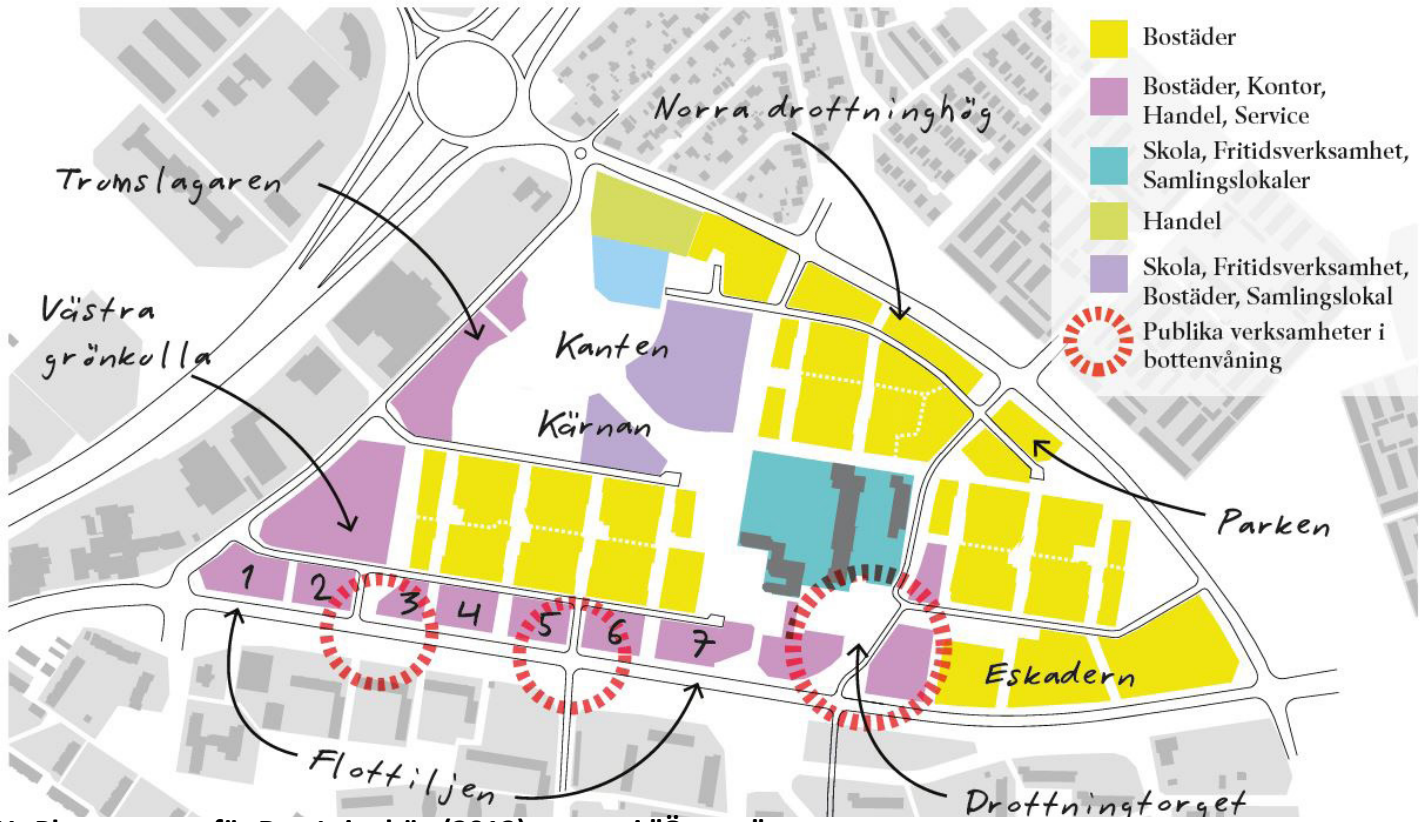 Bostäder
Bostäder, Kontor,
Handel, Service
Skola, Fritidsverksamhet,
Samlingslokaler
Handel
Skola, Fritidsverksamhet,
Bostäder, Samlingslokal
Publika verksamheter i
bottenvåning
Norra drottninghög
Trumslagaren
Västra
grönkulla
Kanten
Kärnan
Parken
1
2
3
4
5
6
7
Eskadern
Flottiljen
Drottningtorget